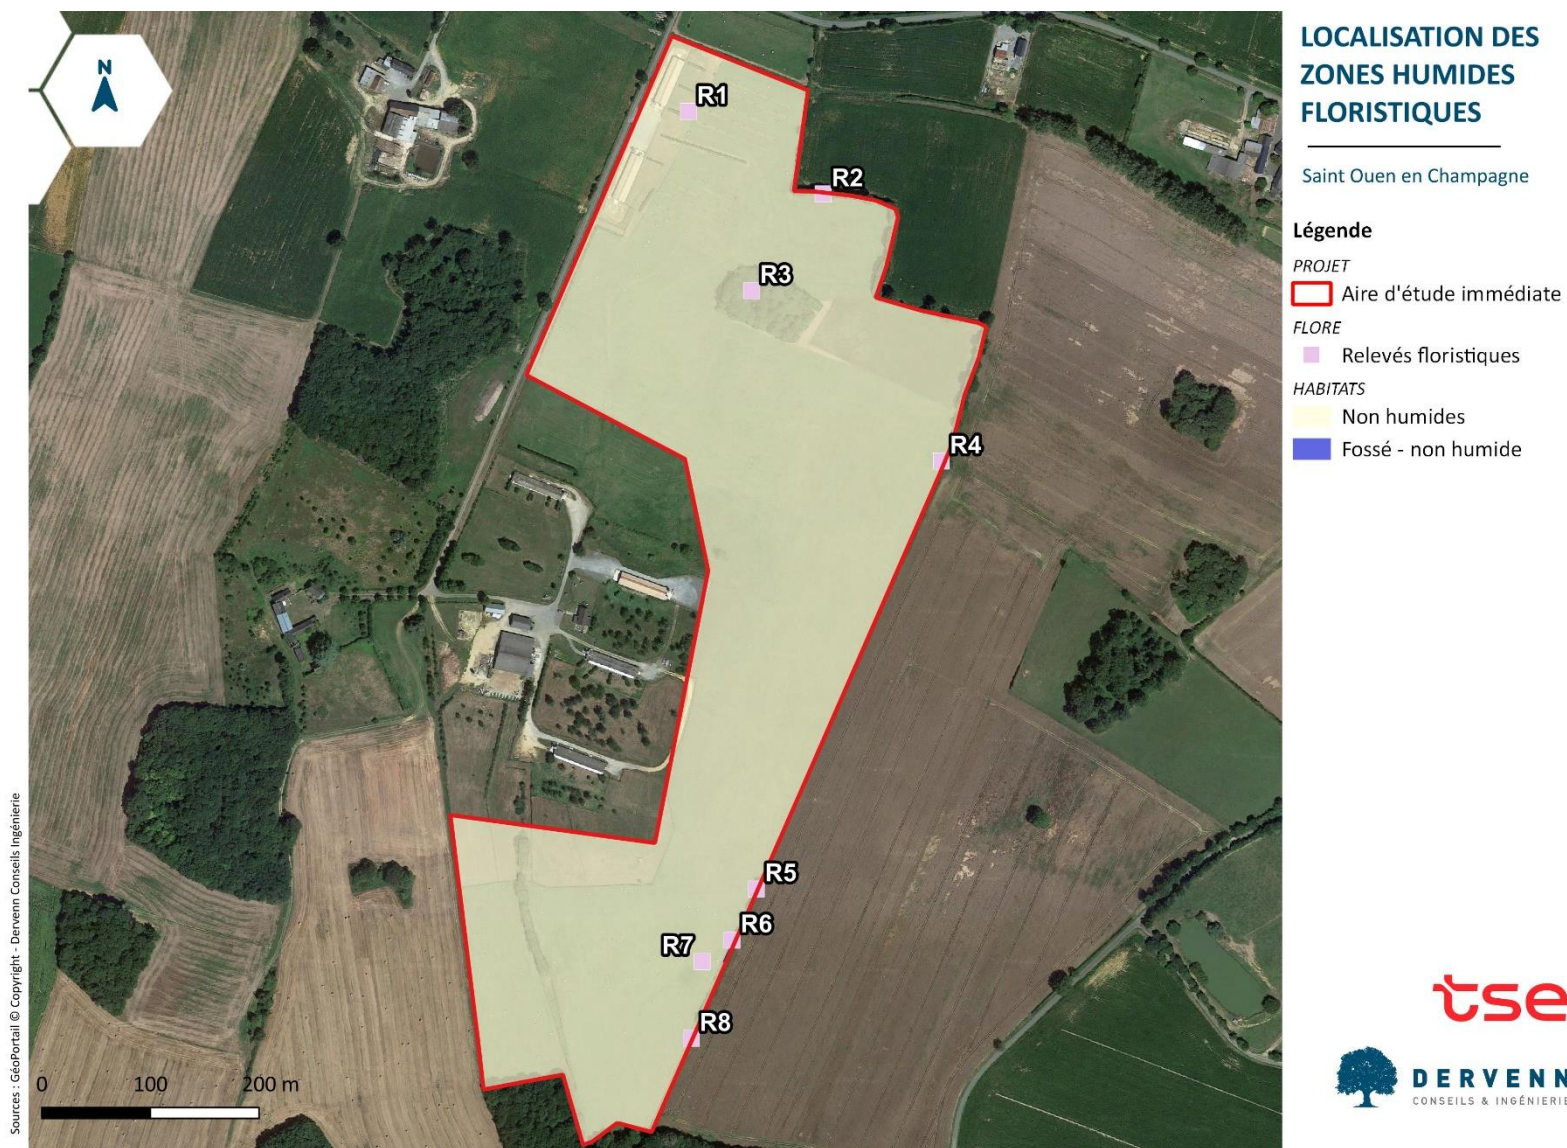 LOCALISATION DES
ZONES HUMIDES
FLORISTIQUES
Saint Ouen en Champagne
Légende
PROJET
Aire d'étude immédiate
FLORE
Relevés floristiques
HABITATS
Non humides
Fossé - non humide
N
R1
R2
R3
R4
R5
R6
R7
R8
0 100 200 m
Sources : GéoPortail © Copyright - Dervenn Conseils Ingénierie
tse
DERVENN
CONSEILS & INGÉNIERIE